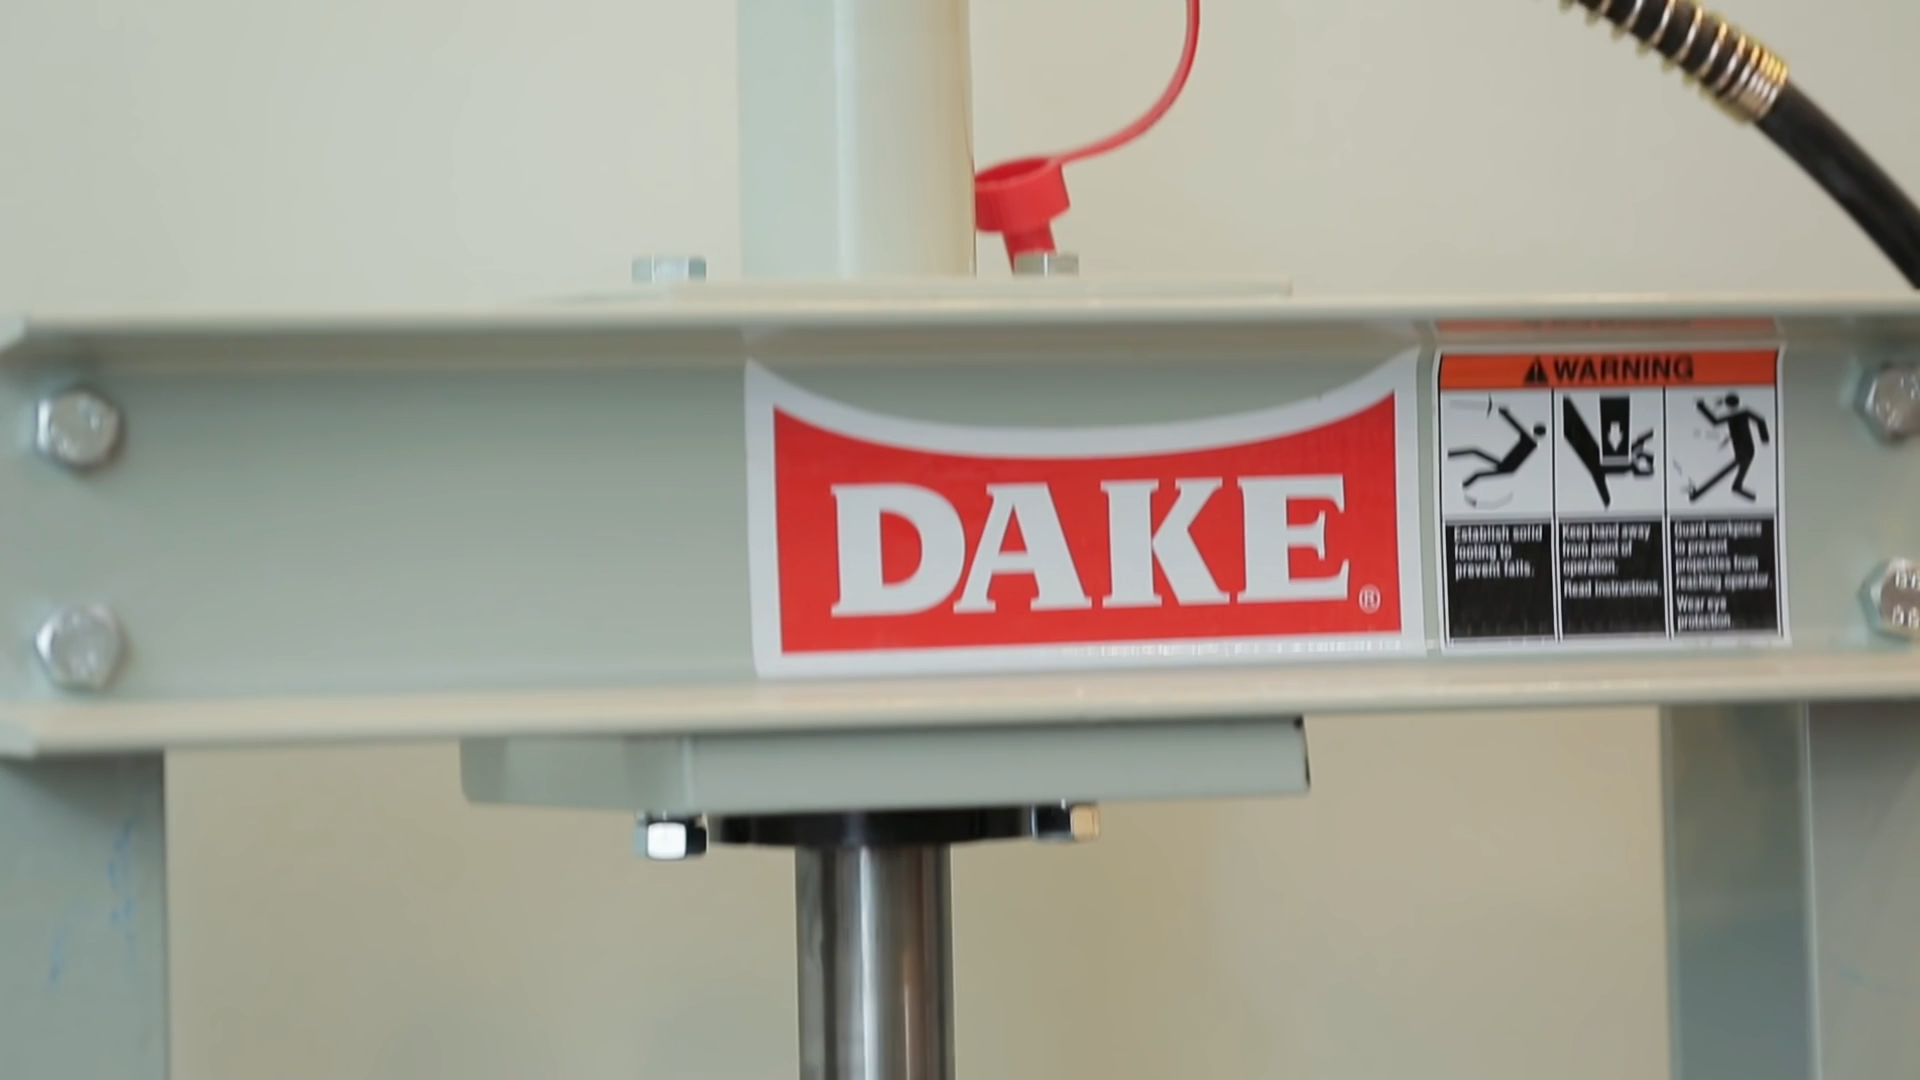 DAKE®
WARNING
Establish solid
footing to
prevent falls.
Keep hand away
from point of
operation.
Read instructions.
Guard workpiece
to prevent
projectiles from
reaching operator.
Wear eye
protection.